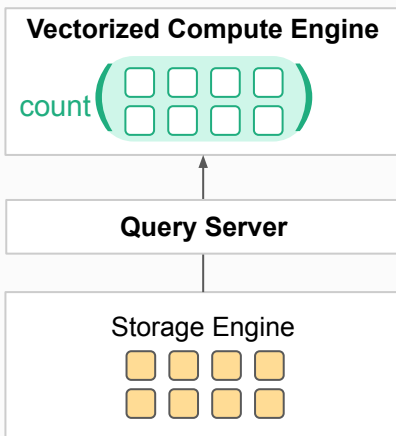 Vectorized Compute Engine
count( )
Query Server
Storage Engine